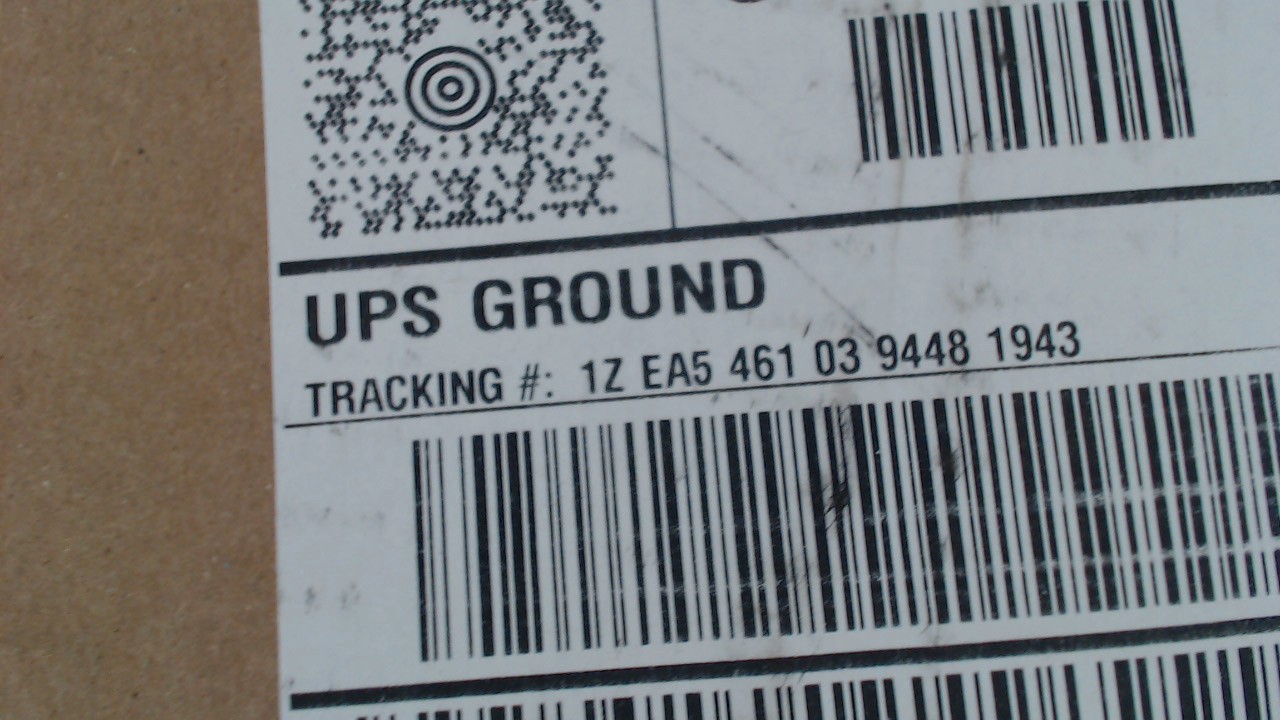 UPS GROUND
TRACKING #: 1Z EA5 461 03 9448 1943